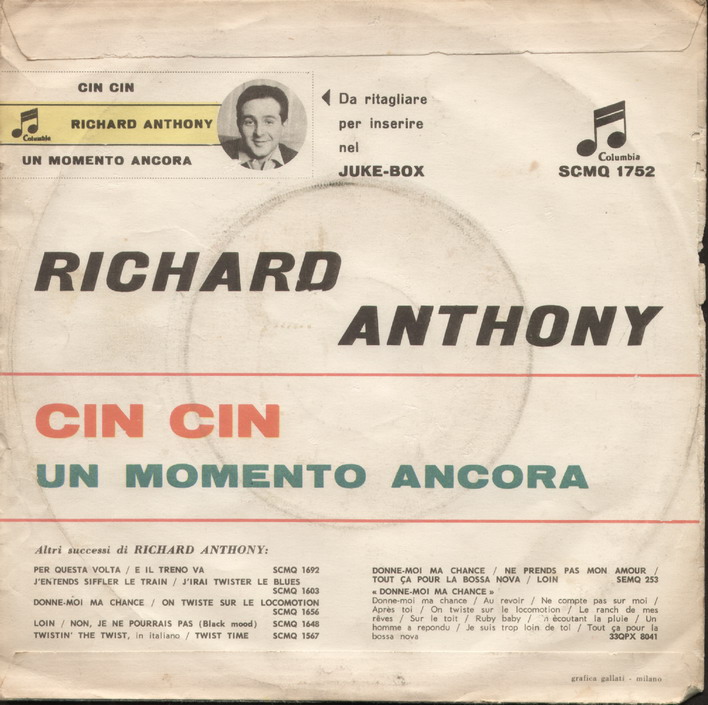 CIN CIN
Columbia
RICHARD ANTHONY
UN MOMENTO ANCORA
Da ritagliare
per inserire
nel
JUKE-BOX
Columbia
SCMQ 1752
RICHARD
ANTHONY
CIN CIN
UN MOMENTO ANCORA
Altri successi di RICHARD ANTHONY:
PER QUESTA VOLTA / E IL TRENO VA SCMQ 1692
J'ENTENDS SIFFLER LE TRAIN / J'IRAI TWISTER LE BLUES
SCMQ 1603
DONNE-MOI MA CHANCE / ON TWISTE SUR LE LOCOMOTION
SCMQ 1656
LOIN / NON, JE NE POURRAIS PAS (Black mood) SCMQ 1648
TWISTIN' THE TWIST, in italiano / TWIST TIME SCMQ 1567
DONNE-MOI MA CHANCE / NE PRENDS PAS MON AMOUR /
TOUT ÇA POUR LA BOSSA NOVA / LOIN SEMQ 253
« DONNE-MOI MA CHANCE »
Donne-moi ma chance / Au revoir / Ne compte pas sur moi /
Après toi / On twiste sur le locomotion / Le ranch de mes
rêves / Sur le toit / Ruby baby / En écoutant la pluie / Un
homme a repondu / Je suis trop loin de toi / Tout ça pour la
bossa nova 33QPX 8041
grafica gallati - milano